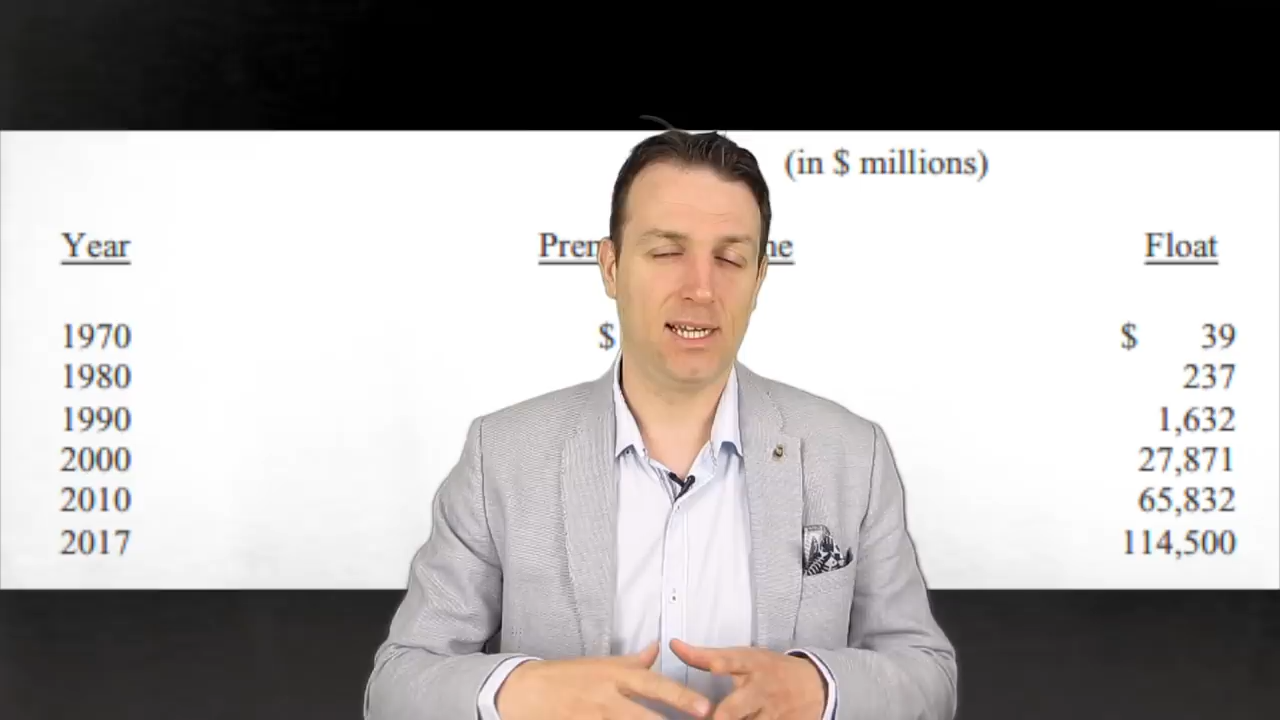 (in $ millions)
Year Float
1970 $ $ 39
1980 237
1990 1,632
2000 27,871
2010 65,832
2017 114,500